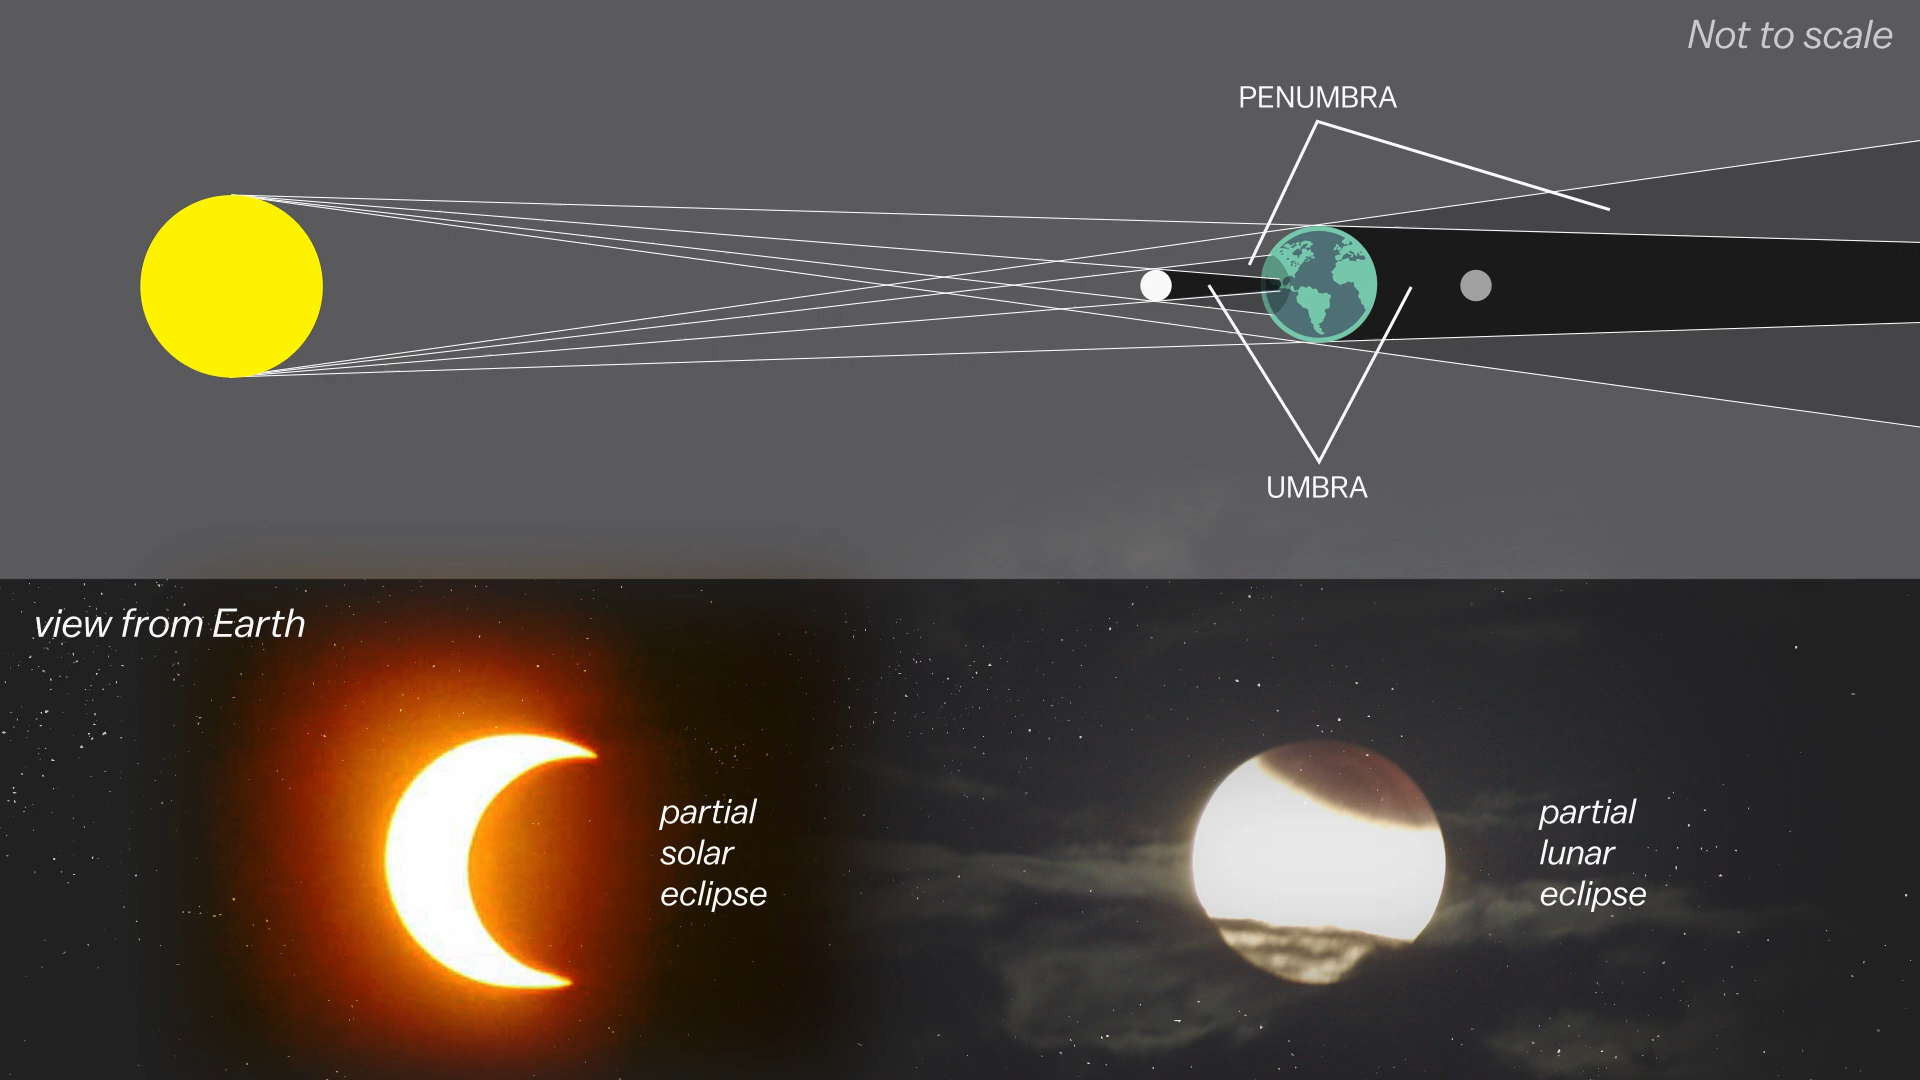 Not to scale
PENUMBRA
UMBRA
view from Earth
partial
solar
eclipse
partial
lunar
eclipse